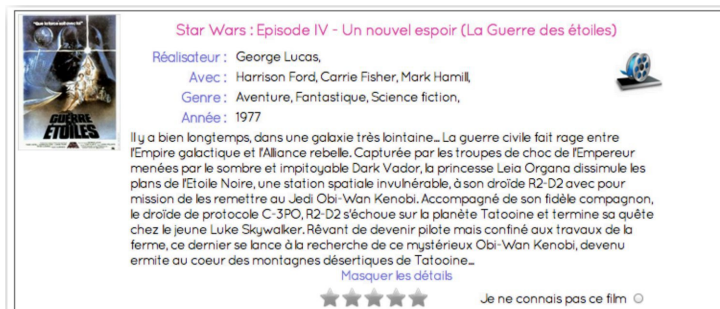 Star Wars : Episode IV - Un nouvel espoir (La Guerre des étoiles)
Réalisateur : George Lucas,
Avec : Harrison Ford, Carrie Fisher, Mark Hamill,
Genre : Aventure, Fantastique, Science fiction,
Année : 1977
GUERRE
ETOILES
Il y a bien longtemps, dans une galaxie très lointaine... La guerre civile fait rage entre
l'Empire galactique et l'Alliance rebelle. Capturée par les troupes de choc de l'Empereur
menées par le sombre et impitoyable Dark Vador, la princesse Leia Organa dissimule les
plans de l'Etoile Noire, une station spatiale invulnérable, à son droïde R2-D2 avec pour
mission de les remettre au Jedi Obi-Wan Kenobi. Accompagné de son fidèle compagnon,
le droïde de protocole C-3PO, R2-D2 s'échoue sur la planète Tatooine et termine sa quête
chez le jeune Luke Skywalker. Rêvant de devenir pilote mais confiné aux travaux de la
ferme, ce dernier se lance à la recherche de ce mystérieux Obi-Wan Kenobi, devenu
ermite au coeur des montagnes désertiques de Tatooine...
Masquer les détails
Je ne connais pas ce film